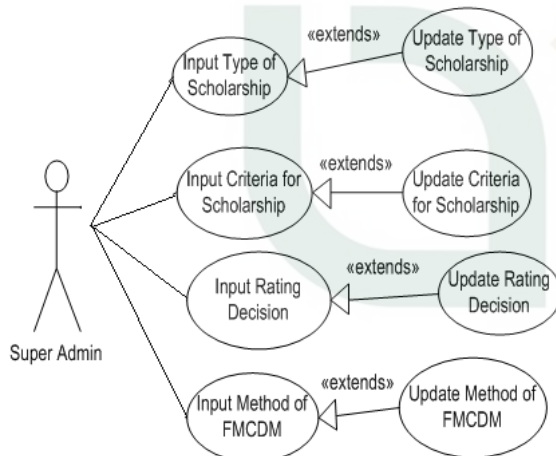 «extends»
Input Type of
Scholarship
Update Type of
Scholarship
«extends»
Input Criteria for
Scholarship
Update Criteria
for Scholarship
«extends»
Input Rating
Decision
Update Rating
Decision
Super Admin
«extends»
Input Method of
FMCDM
Update Method of
FMCDM